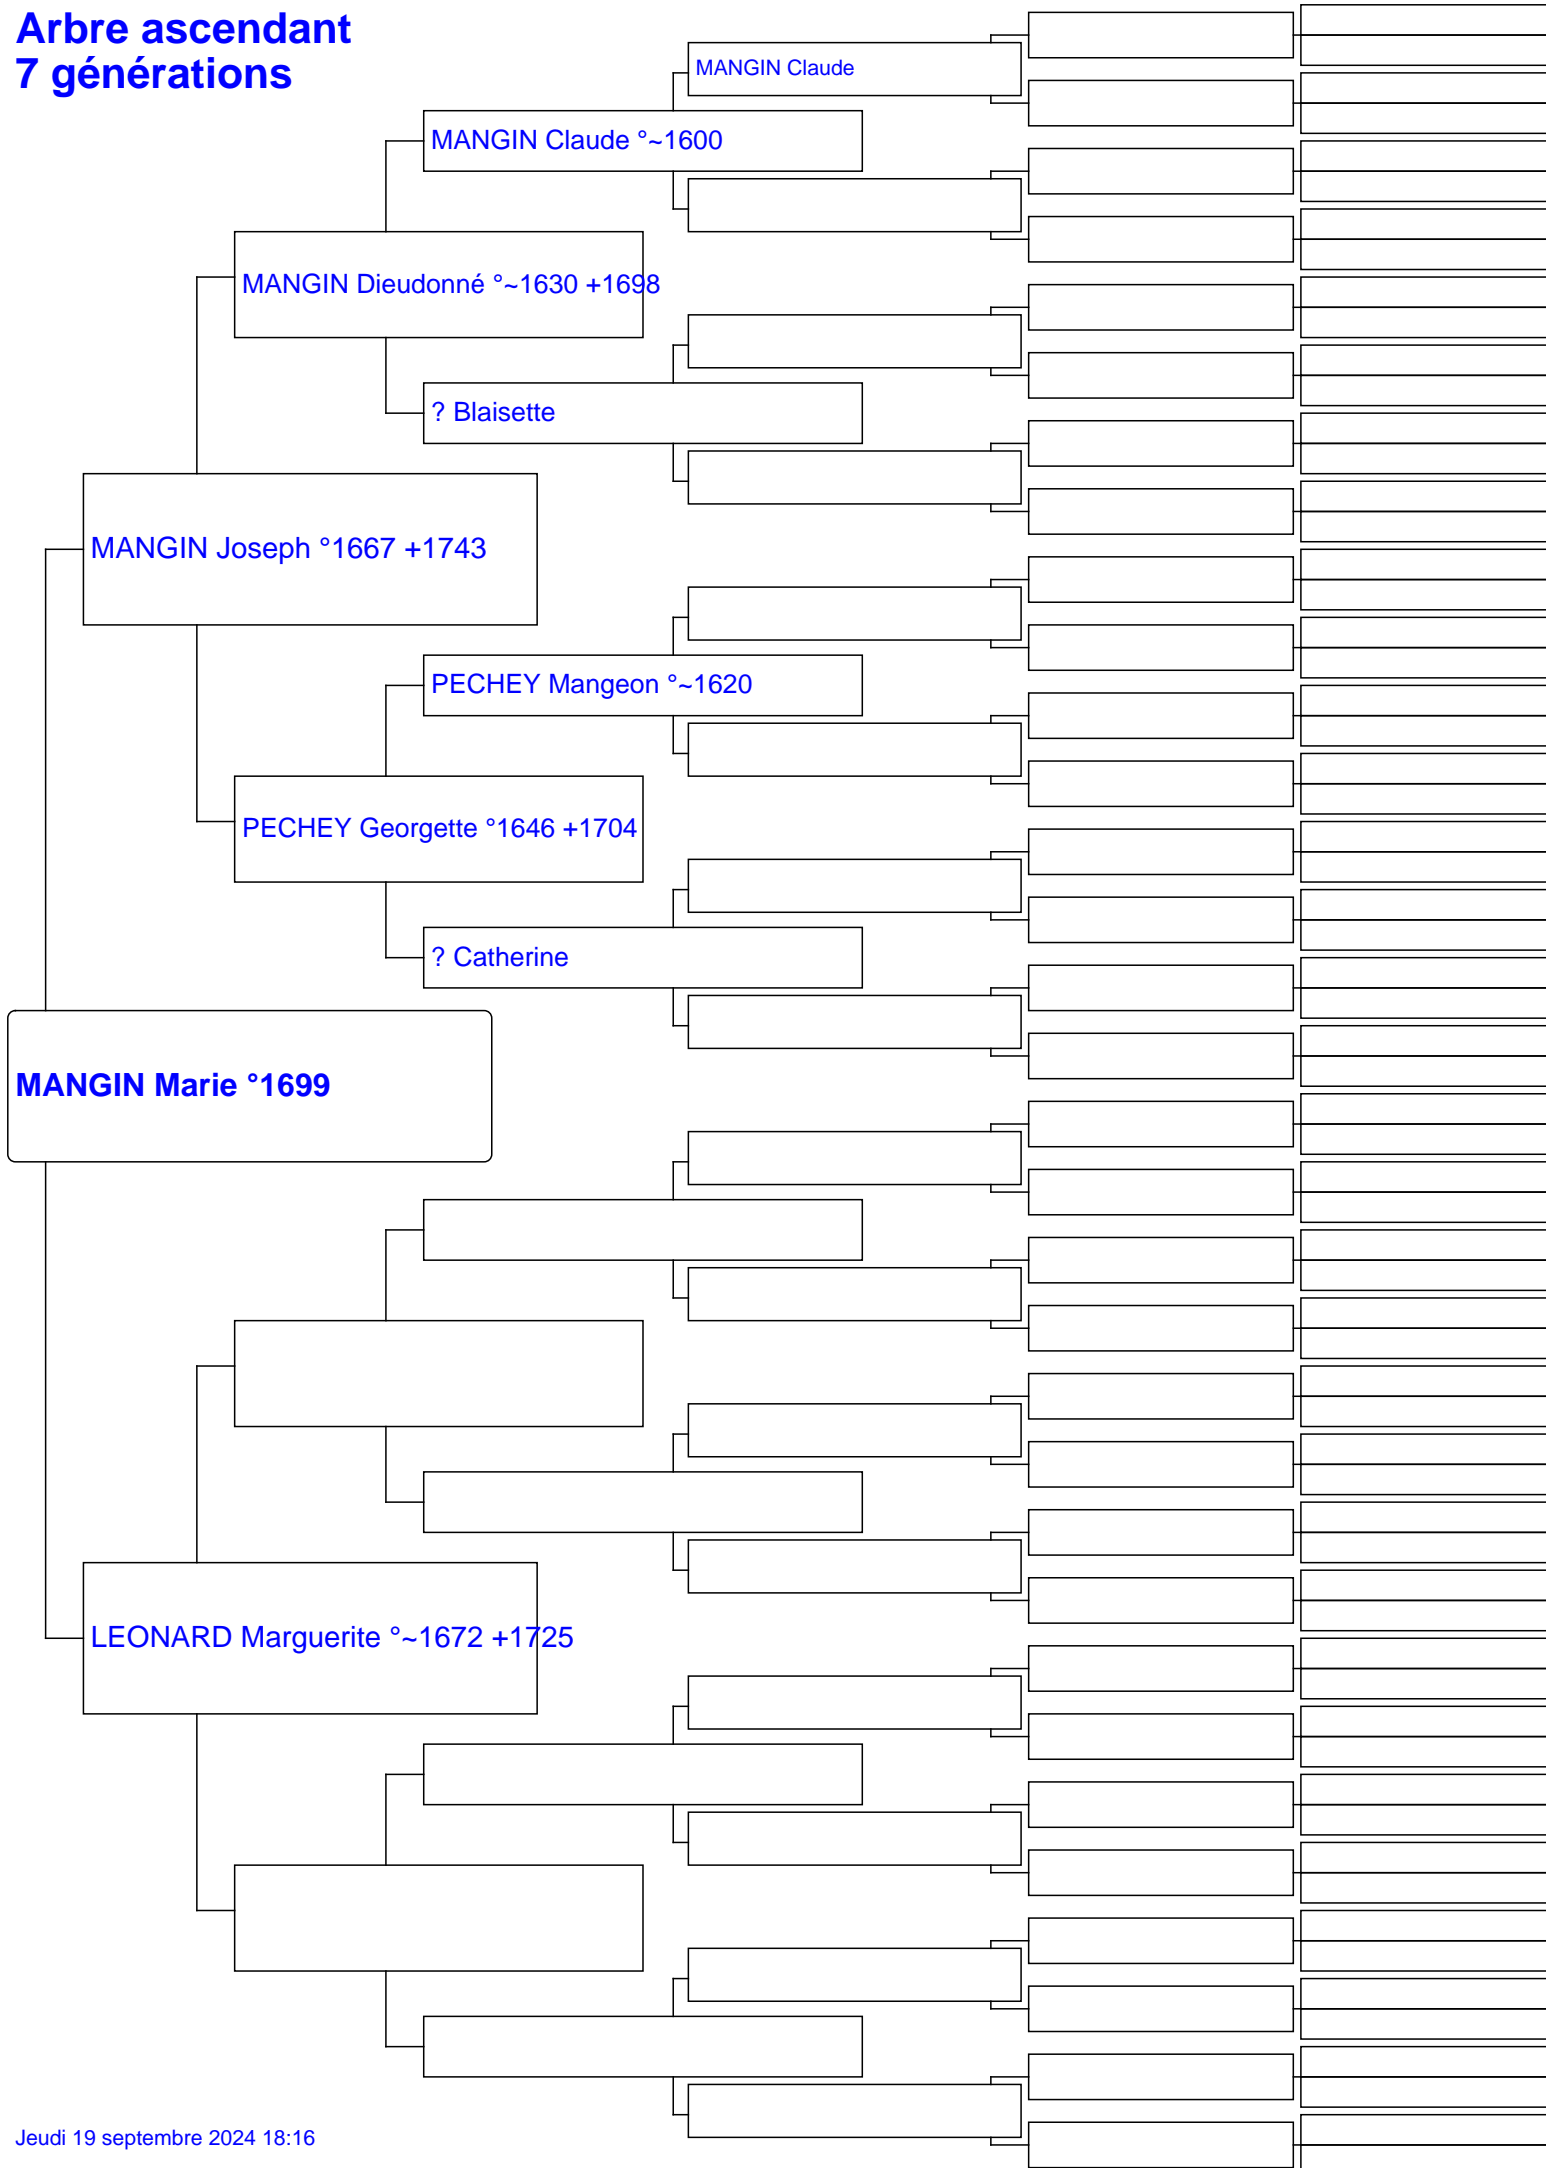 Arbre ascendant
7 générations
MANGIN Claude
MANGIN Claude °~1600
MANGIN Dieudonné °~1630 +1698
? Blaisette
MANGIN Joseph °1667 +1743
PECHEY Mangeon °~1620
PECHEY Georgette °1646 +1704
? Catherine
MANGIN Marie °1699
LEONARD Marguerite °~1672 +1725
Jeudi 19 septembre 2024 18:16